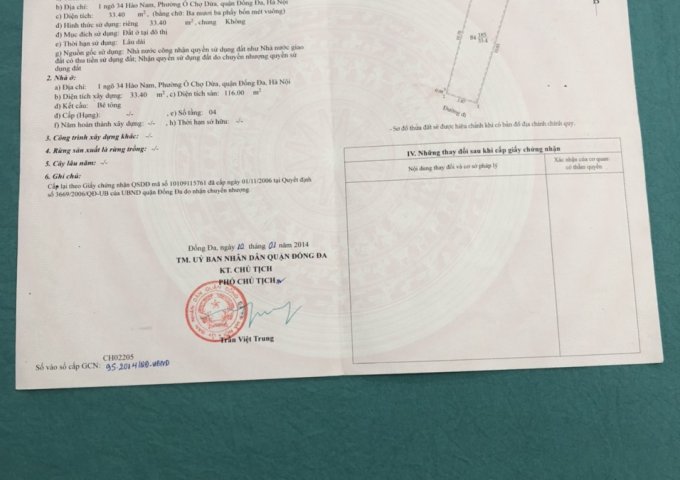 b) Địa chỉ: 1 ngõ 34 Hào Nam, Phường Ô Chợ Dừa, quận Đống Đa, Hà Nội
c) Diện tích: 33.40 m², (bằng chữ: Ba mươi ba phẩy bốn mét vuông)
d) Hình thức sử dụng: riêng 33.40 m², chung Không
đ) Mục đích sử dụng: Đất ở tại đô thị
e) Thời hạn sử dụng: Lâu dài
g) Nguồn gốc sử dụng: Nhà nước công nhận quyền sử dụng đất như Nhà nước giao
đất có thu tiền sử dụng đất; Nhận quyền sử dụng đất do chuyển nhượng quyền sử
dụng đất
2. Nhà ở:
a) Địa chỉ: 1 ngõ 34 Hào Nam, Phường Ô Chợ Dừa, quận Đống Đa, Hà Nội
b) Diện tích xây dựng: 33.40 m², c) Diện tích sàn: 116.00 m²
d) Kết cấu: Bê tông
đ) Cấp (Hạng): -/- , e) Số tầng: 04
f) Năm hoàn thành xây dựng: -/- , h) Thời hạn sở hữu: -/-
3. Công trình xây dựng khác: -/-
4. Rừng sản xuất là rừng trồng: -/-
5. Cây lâu năm: -/-
6. Ghi chú:
Cấp lại theo Giấy chứng nhận QSDĐ mã số 10109115761 đã cấp ngày 01/11/2006 tại Quyết định
số 3669/2006/QĐ-UB của UBND quận Đống Đa do nhận chuyển nhượng.
Đống Đa, ngày 10 tháng 01 năm 2014
TM. UỶ BAN NHÂN DÂN QUẬN ĐỐNG ĐA
KT. CHỦ TỊCH
PHÓ CHỦ TỊCH
Trần Việt Trung
CH02205
Số vào sổ cấp GCN: 95-2014/QĐ-UBND
Đường đi
- Sơ đồ thửa đất sẽ được hiệu chỉnh khi có bản đồ địa chính chính quy.
IV. Những thay đổi sau khi cấp giấy chứng nhận
Nội dung thay đổi và cơ sở pháp lý
Xác nhận của cơ quan
có thẩm quyền